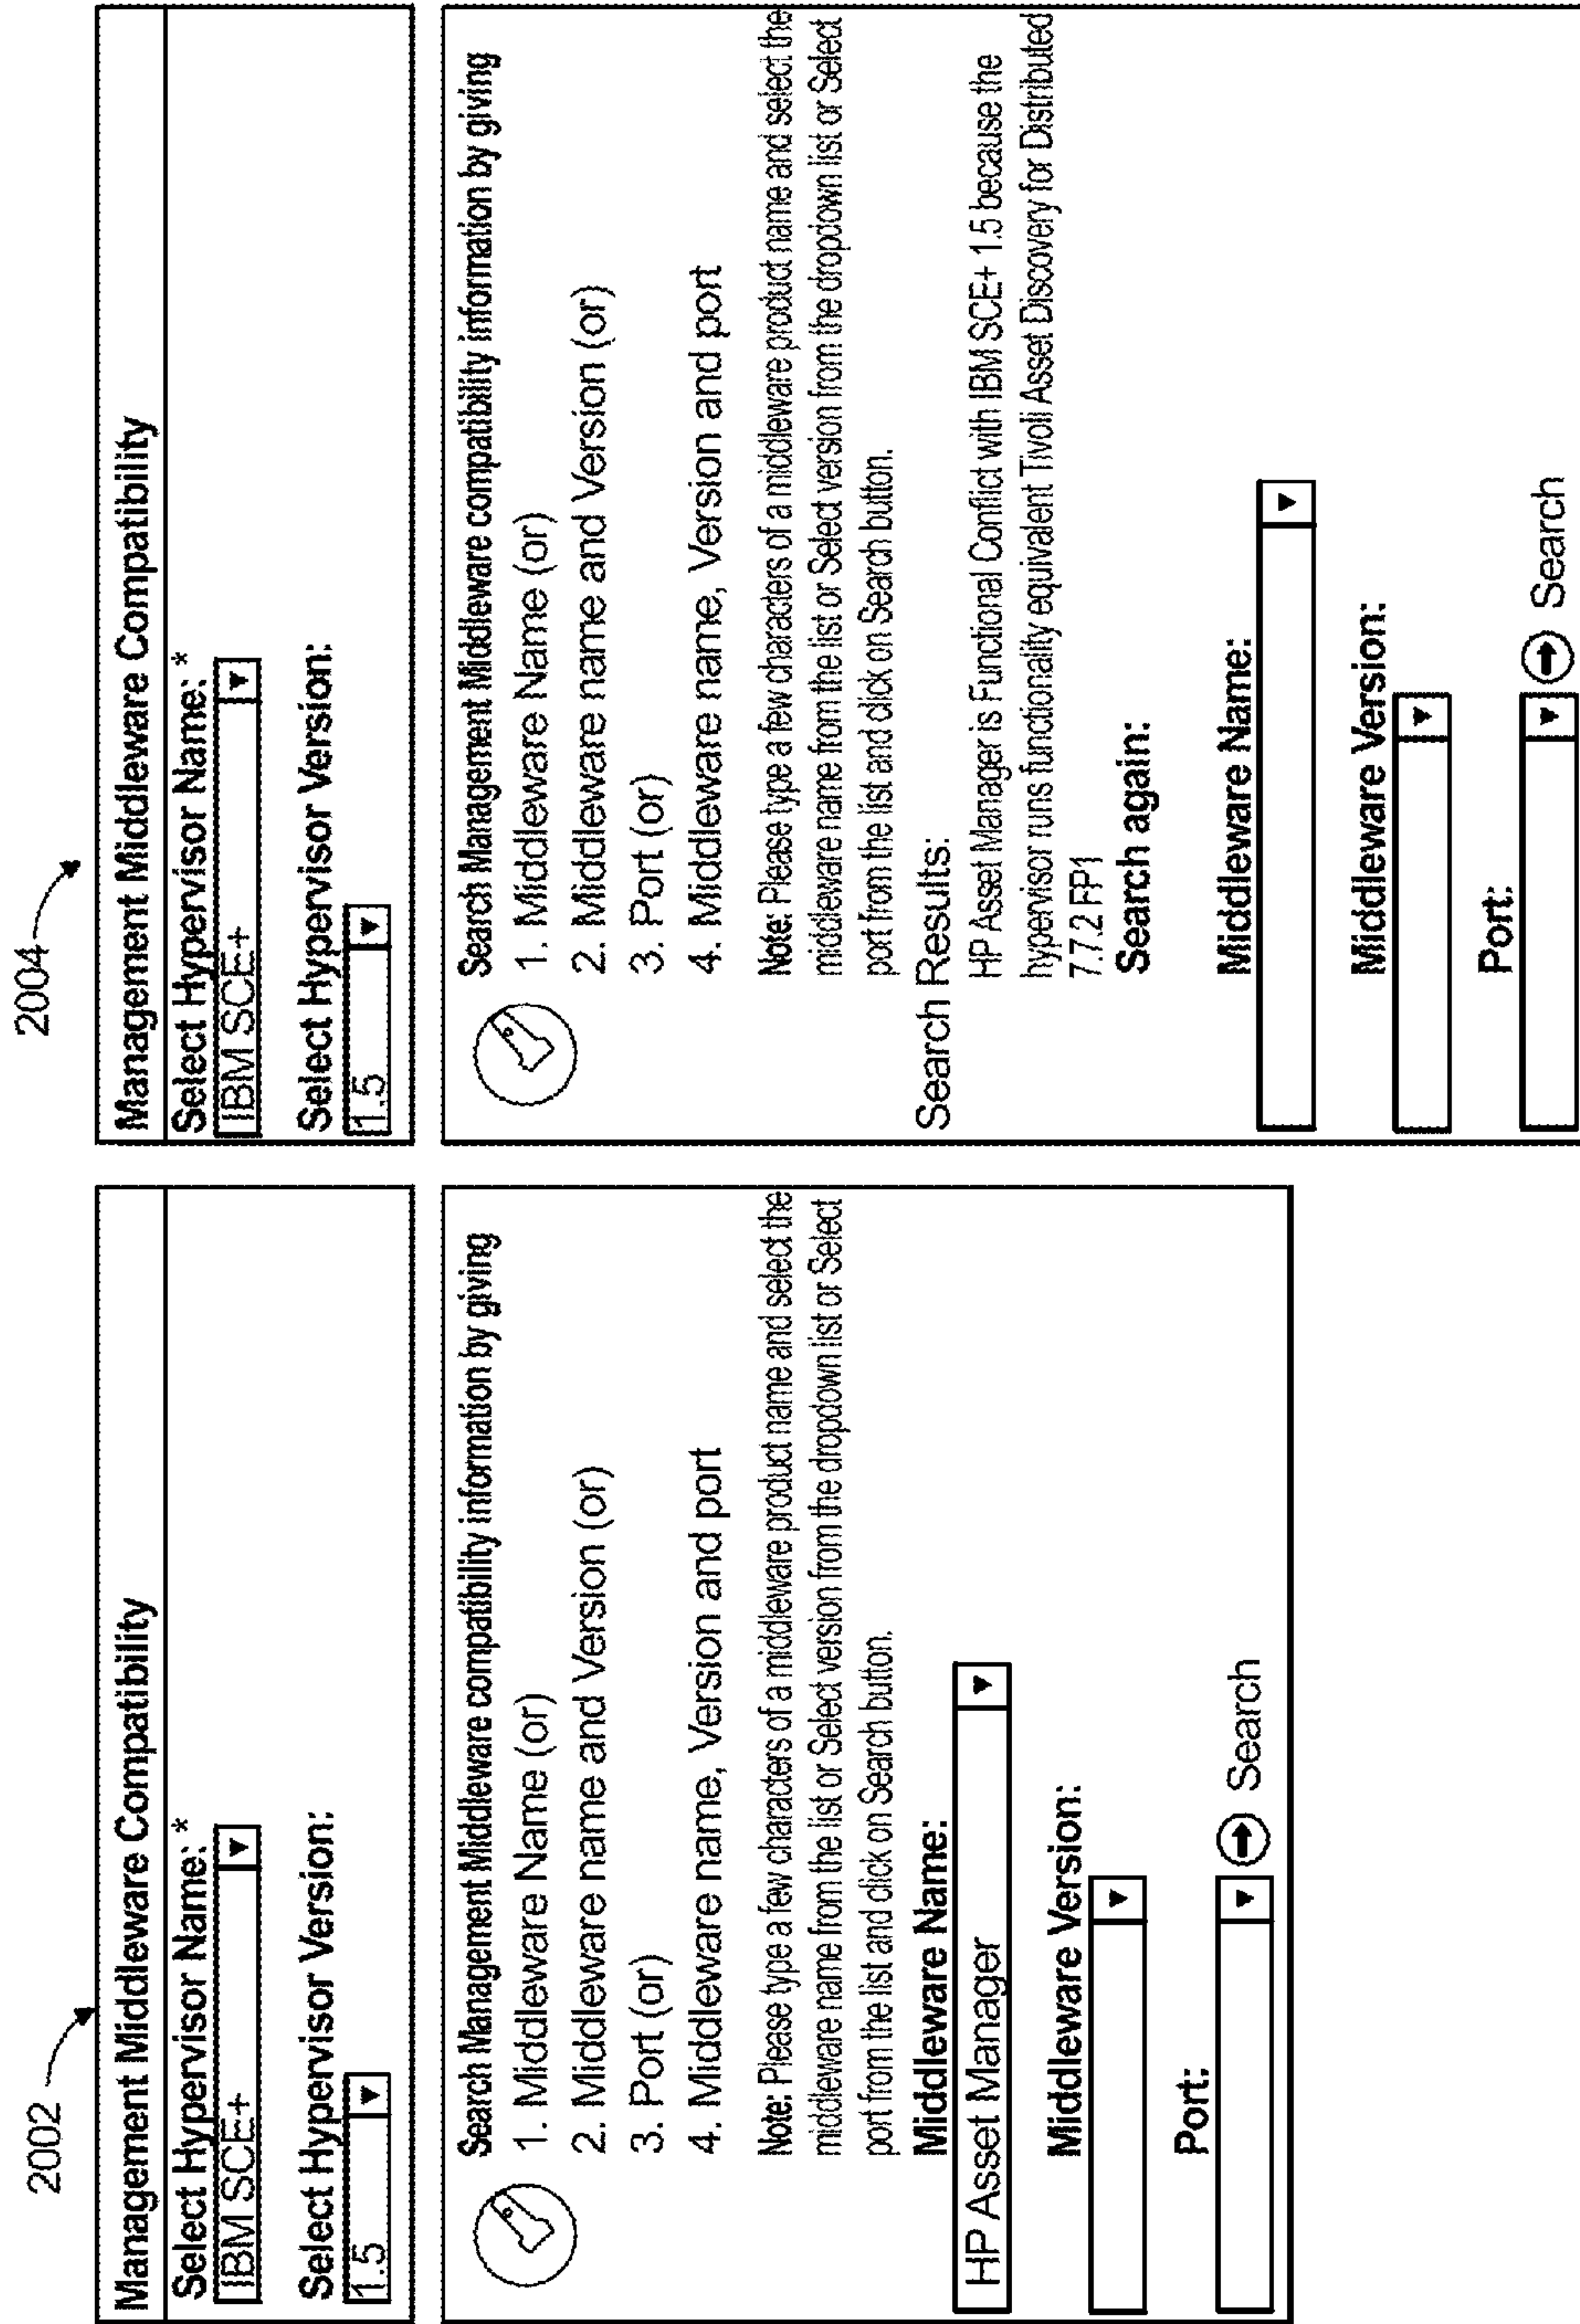 2002
Management Middleware Compatibility
Select Hypervisor Name: *
IBM SCE+
Select Hypervisor Version:
1.5
Search Management Middleware compatibility information by giving
1. Middleware Name (or)
2. Middleware name and Version (or)
3. Port (or)
4. Middleware name, Version and port
Note: Please type a few characters of a middleware product name and select the
middleware name from the list or Select version from the dropdown list or Select
port from the list and click on Search button.
Middleware Name:
HP Asset Manager
Middleware Version:
Port:
Search
2004
Management Middleware Compatibility
Select Hypervisor Name: *
IBM SCE+
Select Hypervisor Version:
1.5
Search Management Middleware compatibility information by giving
1. Middleware Name (or)
2. Middleware name and Version (or)
3. Port (or)
4. Middleware name, Version and port
Note: Please type a few characters of a middleware product name and select the
middleware name from the list or Select version from the dropdown list or Select
port from the list and click on Search button.
Search Results:
HP Asset Manager is Functional Conflict with IBM SCE+ 1.5 because the
hypervisor runs functionality equivalent Tivoli Asset Discovery for Distributed
7.7.2 FP1
Search again:
Middleware Name:
Middleware Version:
Port:
Search